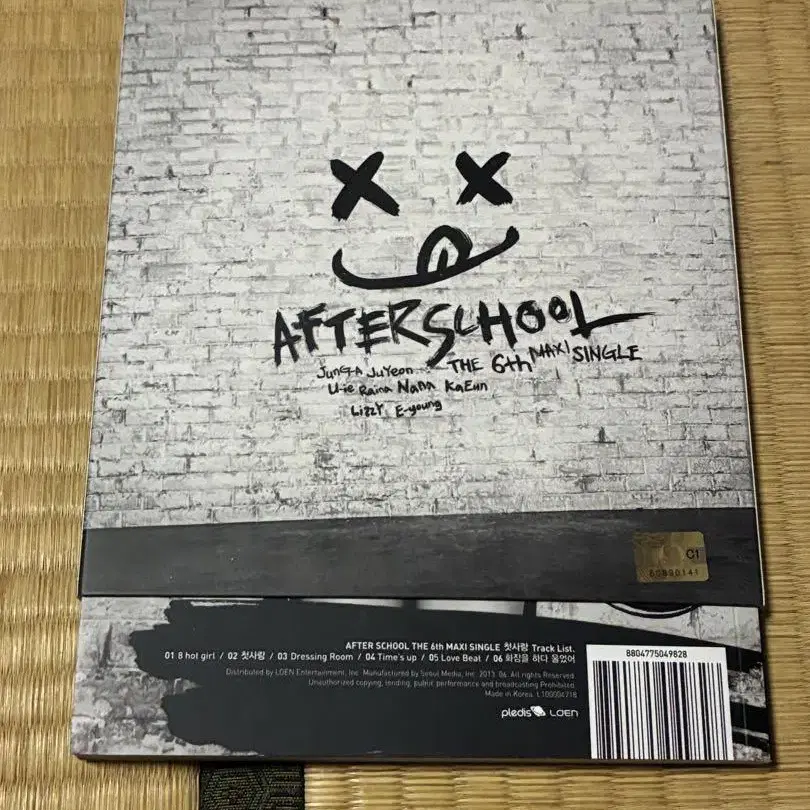 AFTERSCHOOL
JungA JuYeon THE 6th MAXI SINGLE
U-ie Raina NaNa KaEun
LizzY E-young
C1
AFTER SCHOOL THE 6th MAXI SINGLE 첫사랑 Track List.
01 8 hot girl / 02 첫사랑 / 03 Dressing Room / 04 Time's up / 05 Love Beat / 06 화장을 하다 울었어
Distributed by LOEN Entertainment, Inc. Manufactured by Seoul Media, Inc. 2013. 06. All rights Reserved.
Unauthorized copying, lending, public performance and broadcasting Prohibited.
Made in Korea. L100004718
pledis LOEN
8804775049828